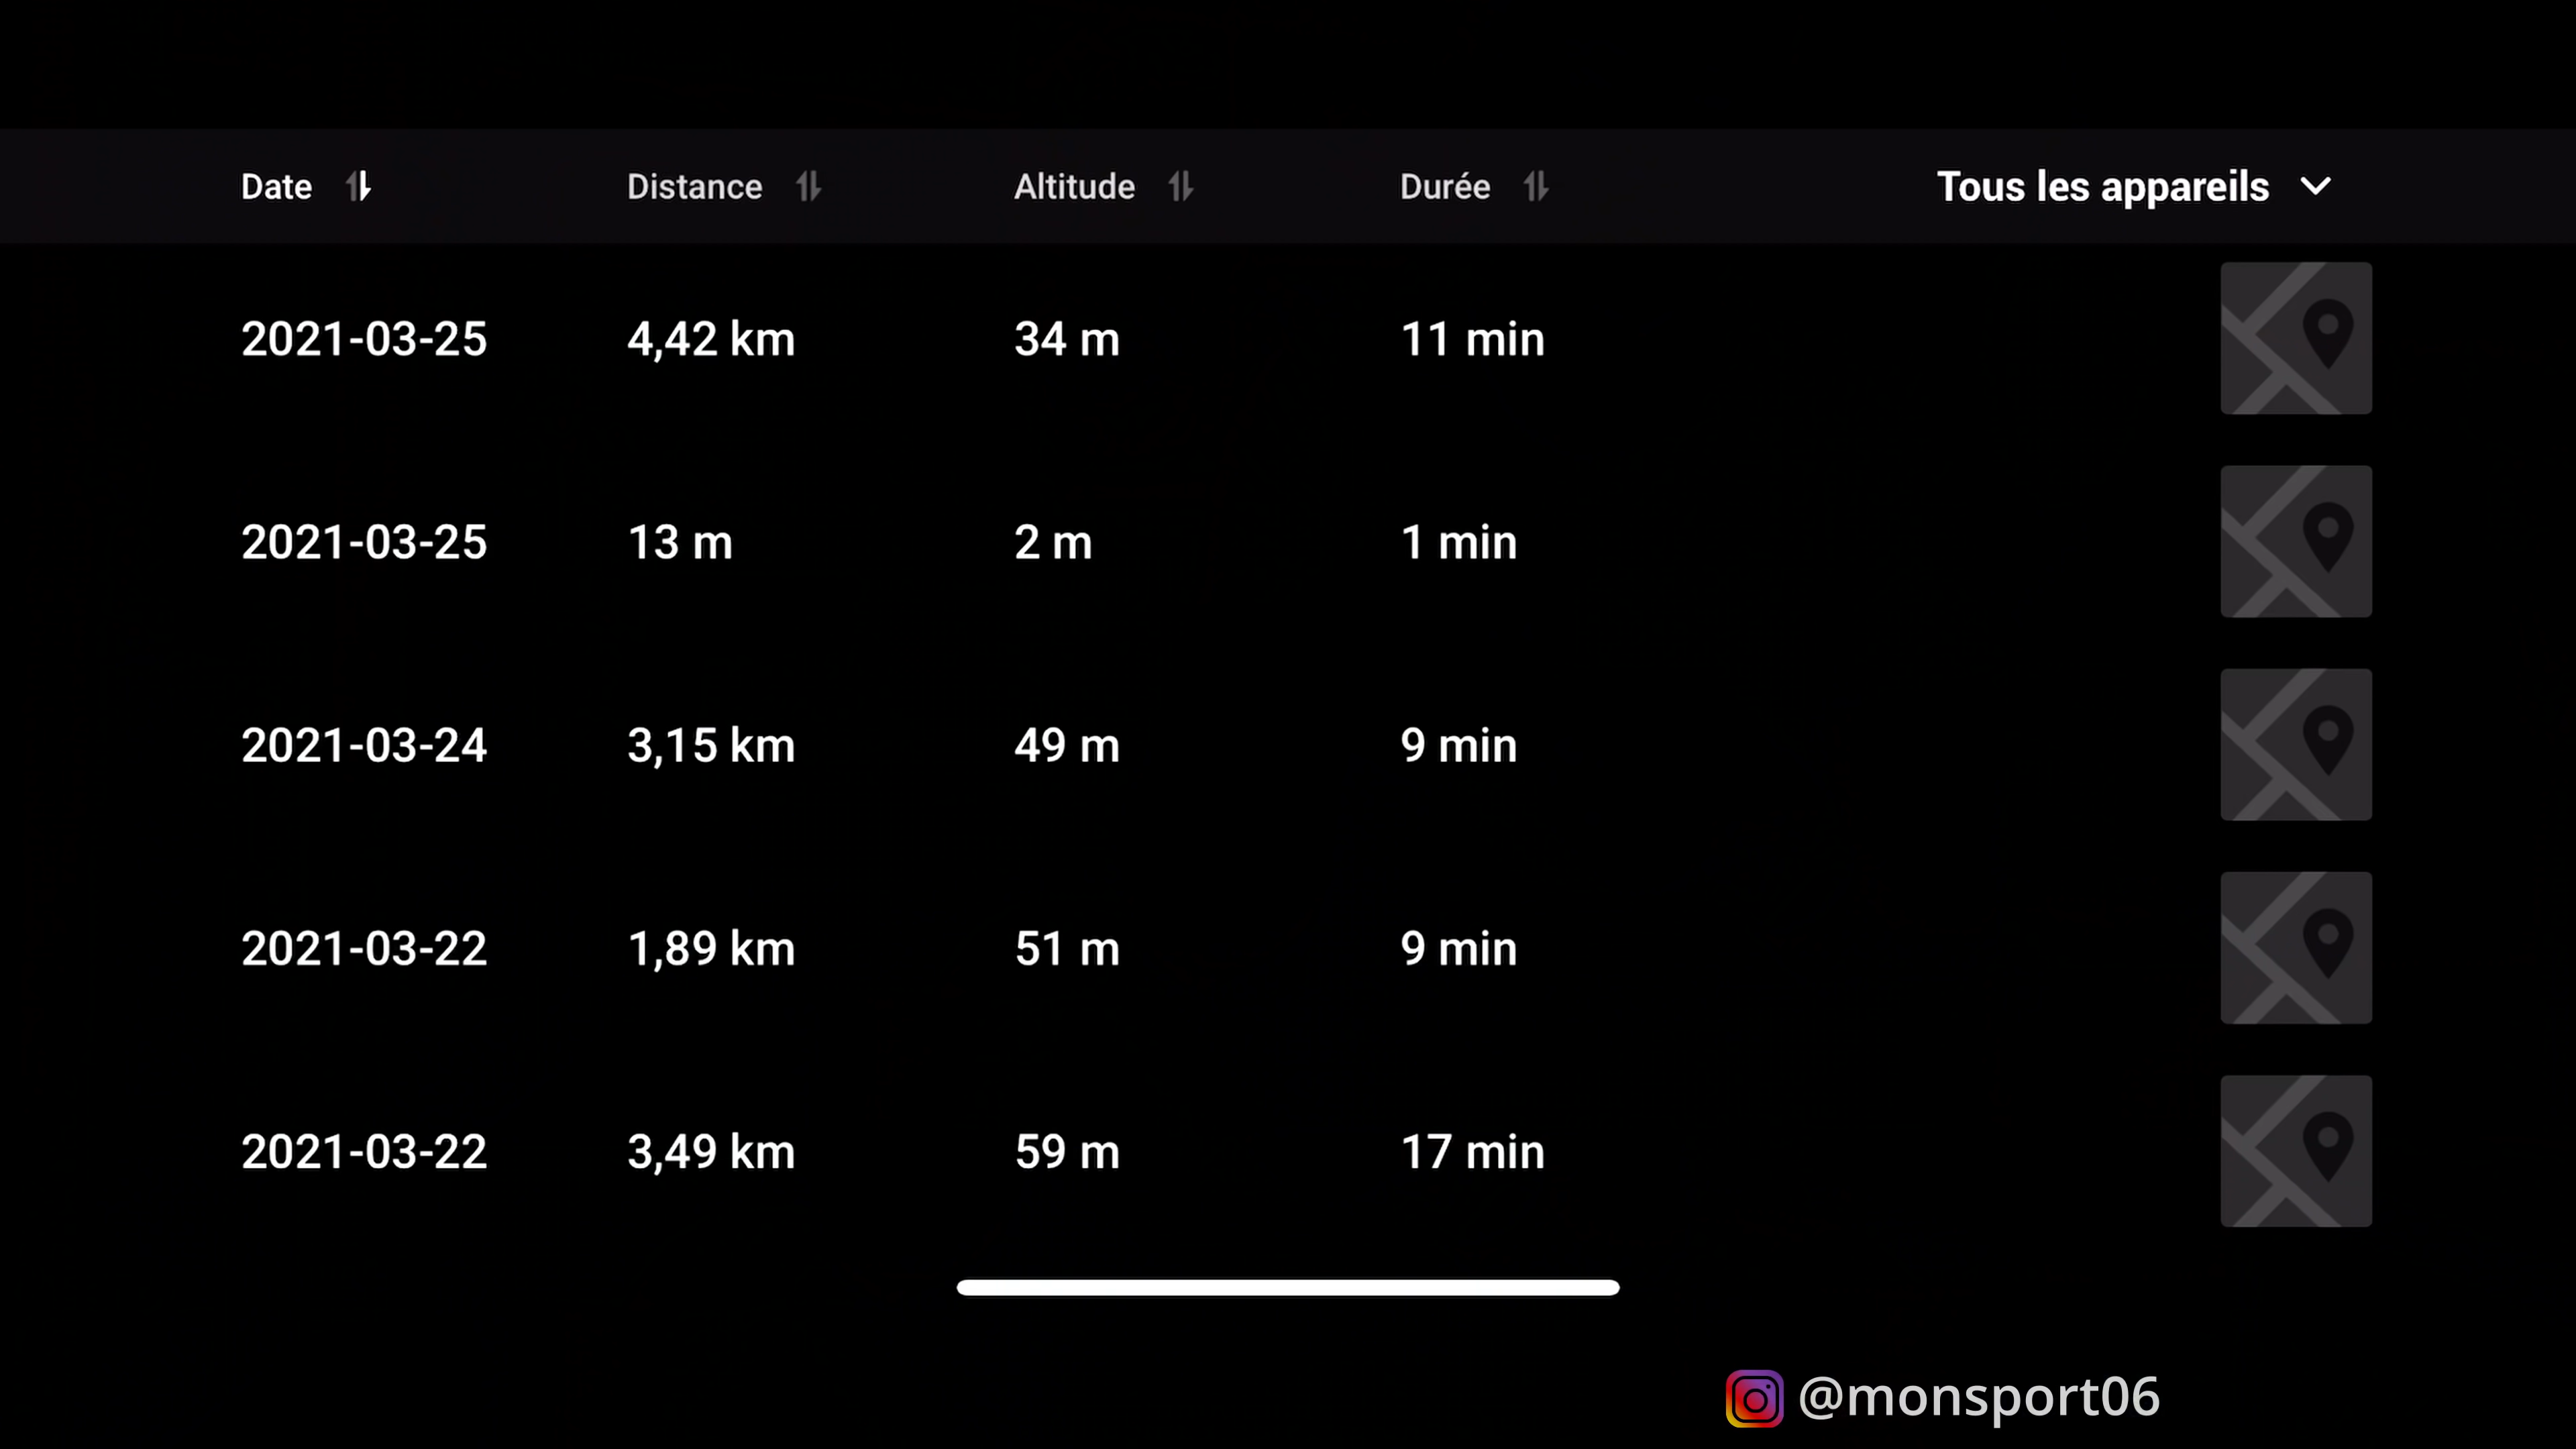 Date Distance Altitude Durée Tous les appareils
2021-03-25 4,42 km 34 m 11 min
2021-03-25 13 m 2 m 1 min
2021-03-24 3,15 km 49 m 9 min
2021-03-22 1,89 km 51 m 9 min
2021-03-22 3,49 km 59 m 17 min
@monsport06